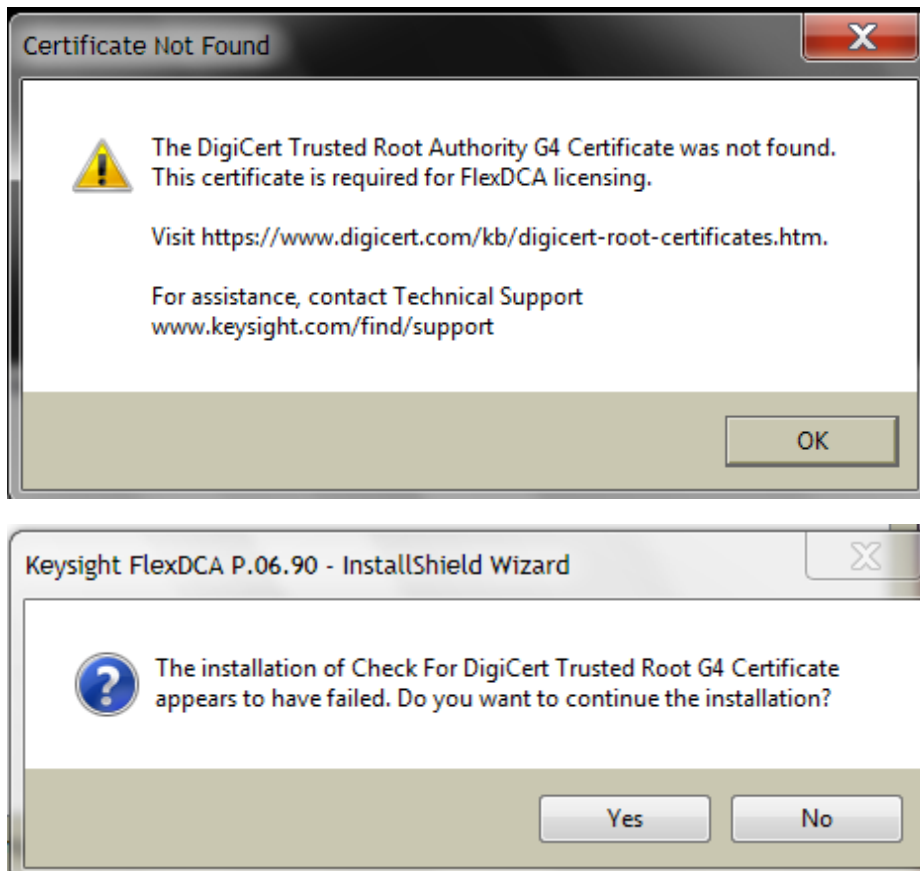 Certificate Not Found
The DigiCert Trusted Root Authority G4 Certificate was not found.
This certificate is required for FlexDCA licensing.
Visit https://www.digicert.com/kb/digicert-root-certificates.htm.
For assistance, contact Technical Support
www.keysight.com/find/support
OK
Keysight FlexDCA P.06.90 - InstallShield Wizard
The installation of Check For DigiCert Trusted Root G4 Certificate
appears to have failed. Do you want to continue the installation?
Yes
No